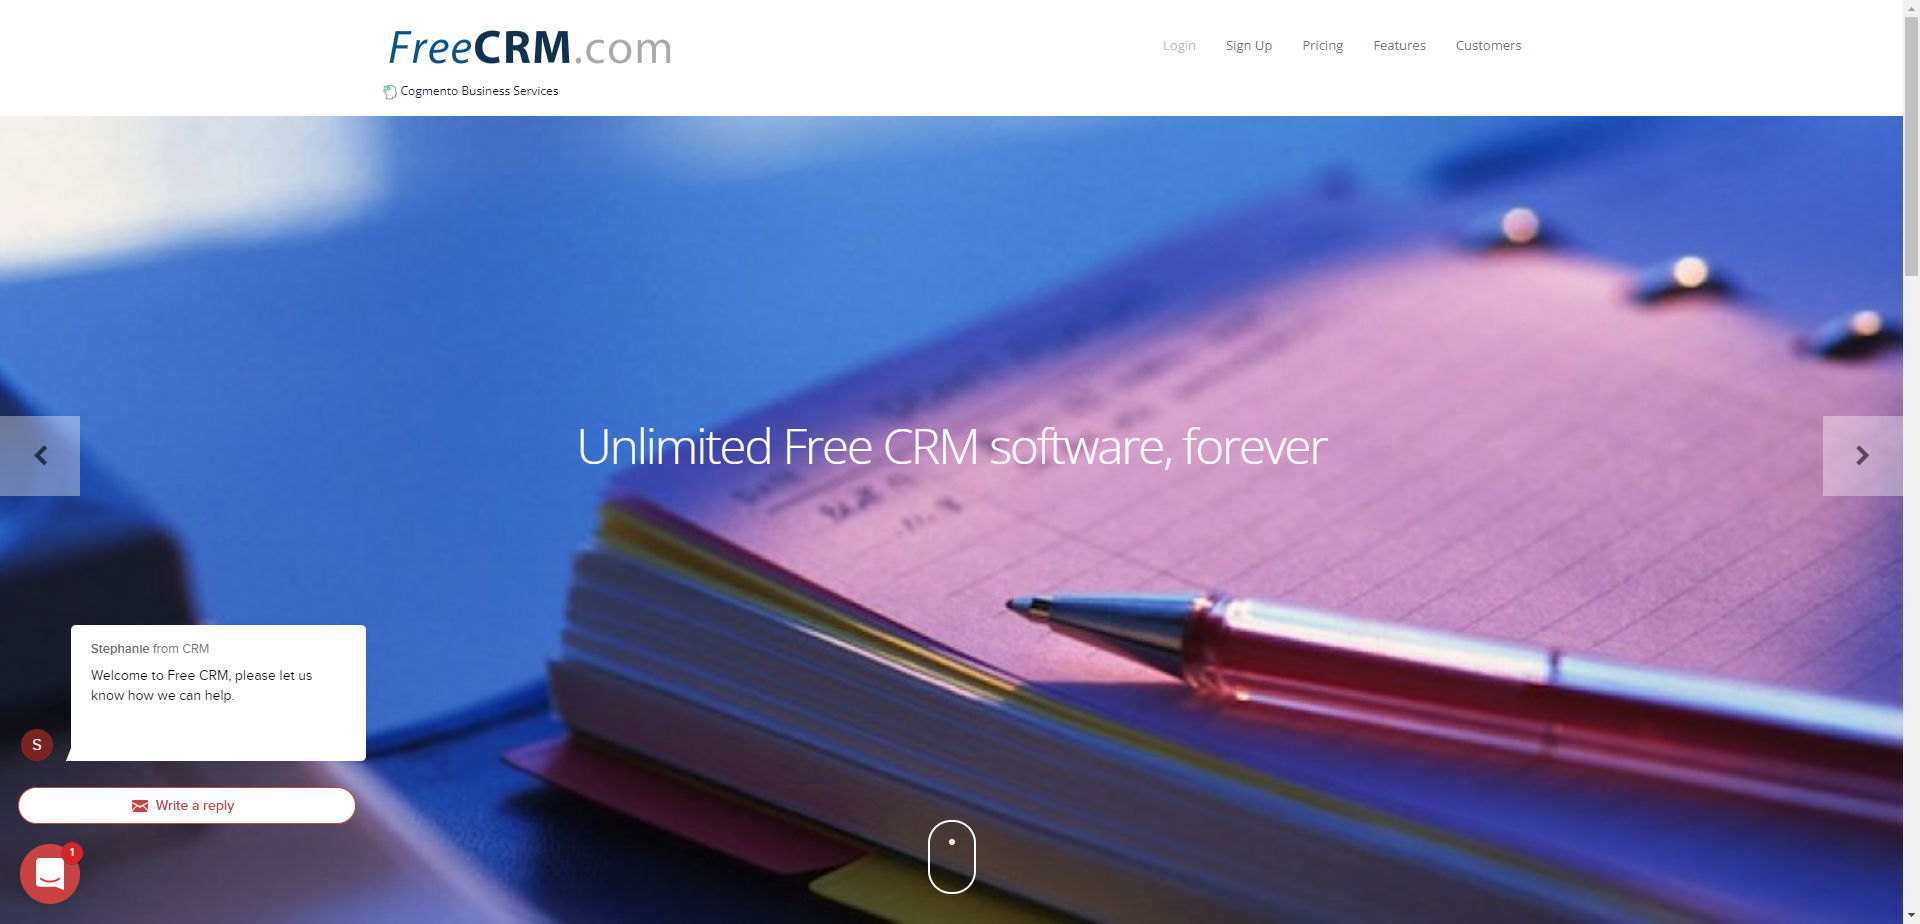 FreeCRM.com
Login Sign Up Pricing Features Customers
Cogmento Business Services
Unlimited Free CRM software, forever
Stephanie from CRM
Welcome to Free CRM, please let us
know how we can help.
S
Write a reply
1